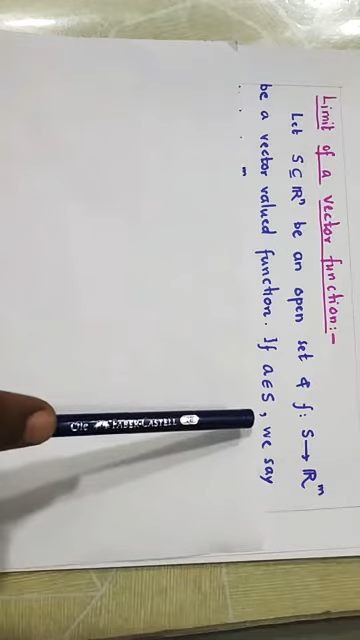 Limit of a vector function:-
Let S ⊆ ℝⁿ be an open set & f: S → ℝᵐ
be a vector valued function. If a ∈ S, we say
m
FABER-CASTELL